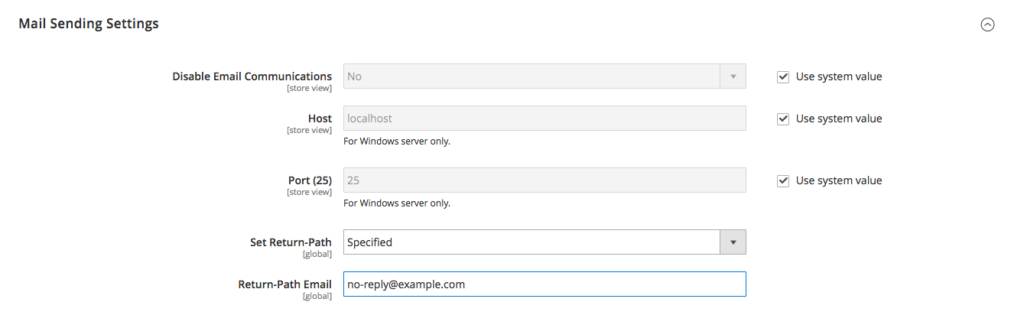 Mail Sending Settings
Disable Email Communications No Use system value
[store view]
Host localhost Use system value
[store view]
For Windows server only.
Port (25) 25 Use system value
[store view]
For Windows server only.
Set Return-Path Specified
[global]
Return-Path Email no-reply@example.com
[global]